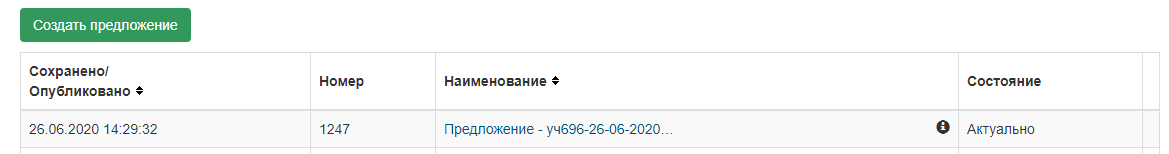 Создать предложение
Сохранено/
Опубликовано
Номер
Наименование
Состояние
26.06.2020 14:29:32
1247
Предложение - уч696-26-06-2020...
Актуально